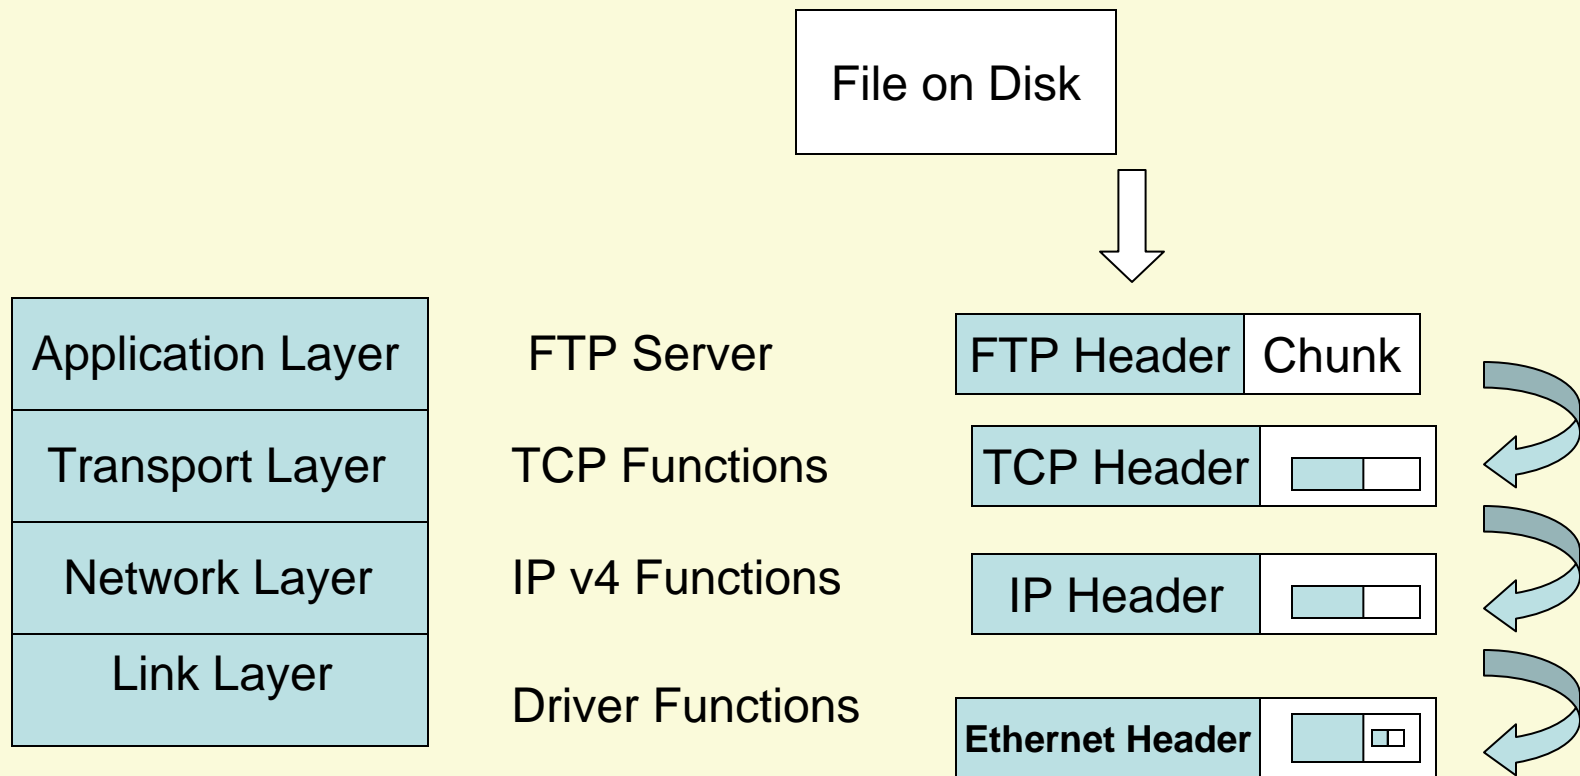 File on Disk
Application Layer
FTP Server
FTP Header
Chunk
Transport Layer
TCP Functions
TCP Header
Network Layer
IP v4 Functions
IP Header
Link Layer
Driver Functions
Ethernet Header